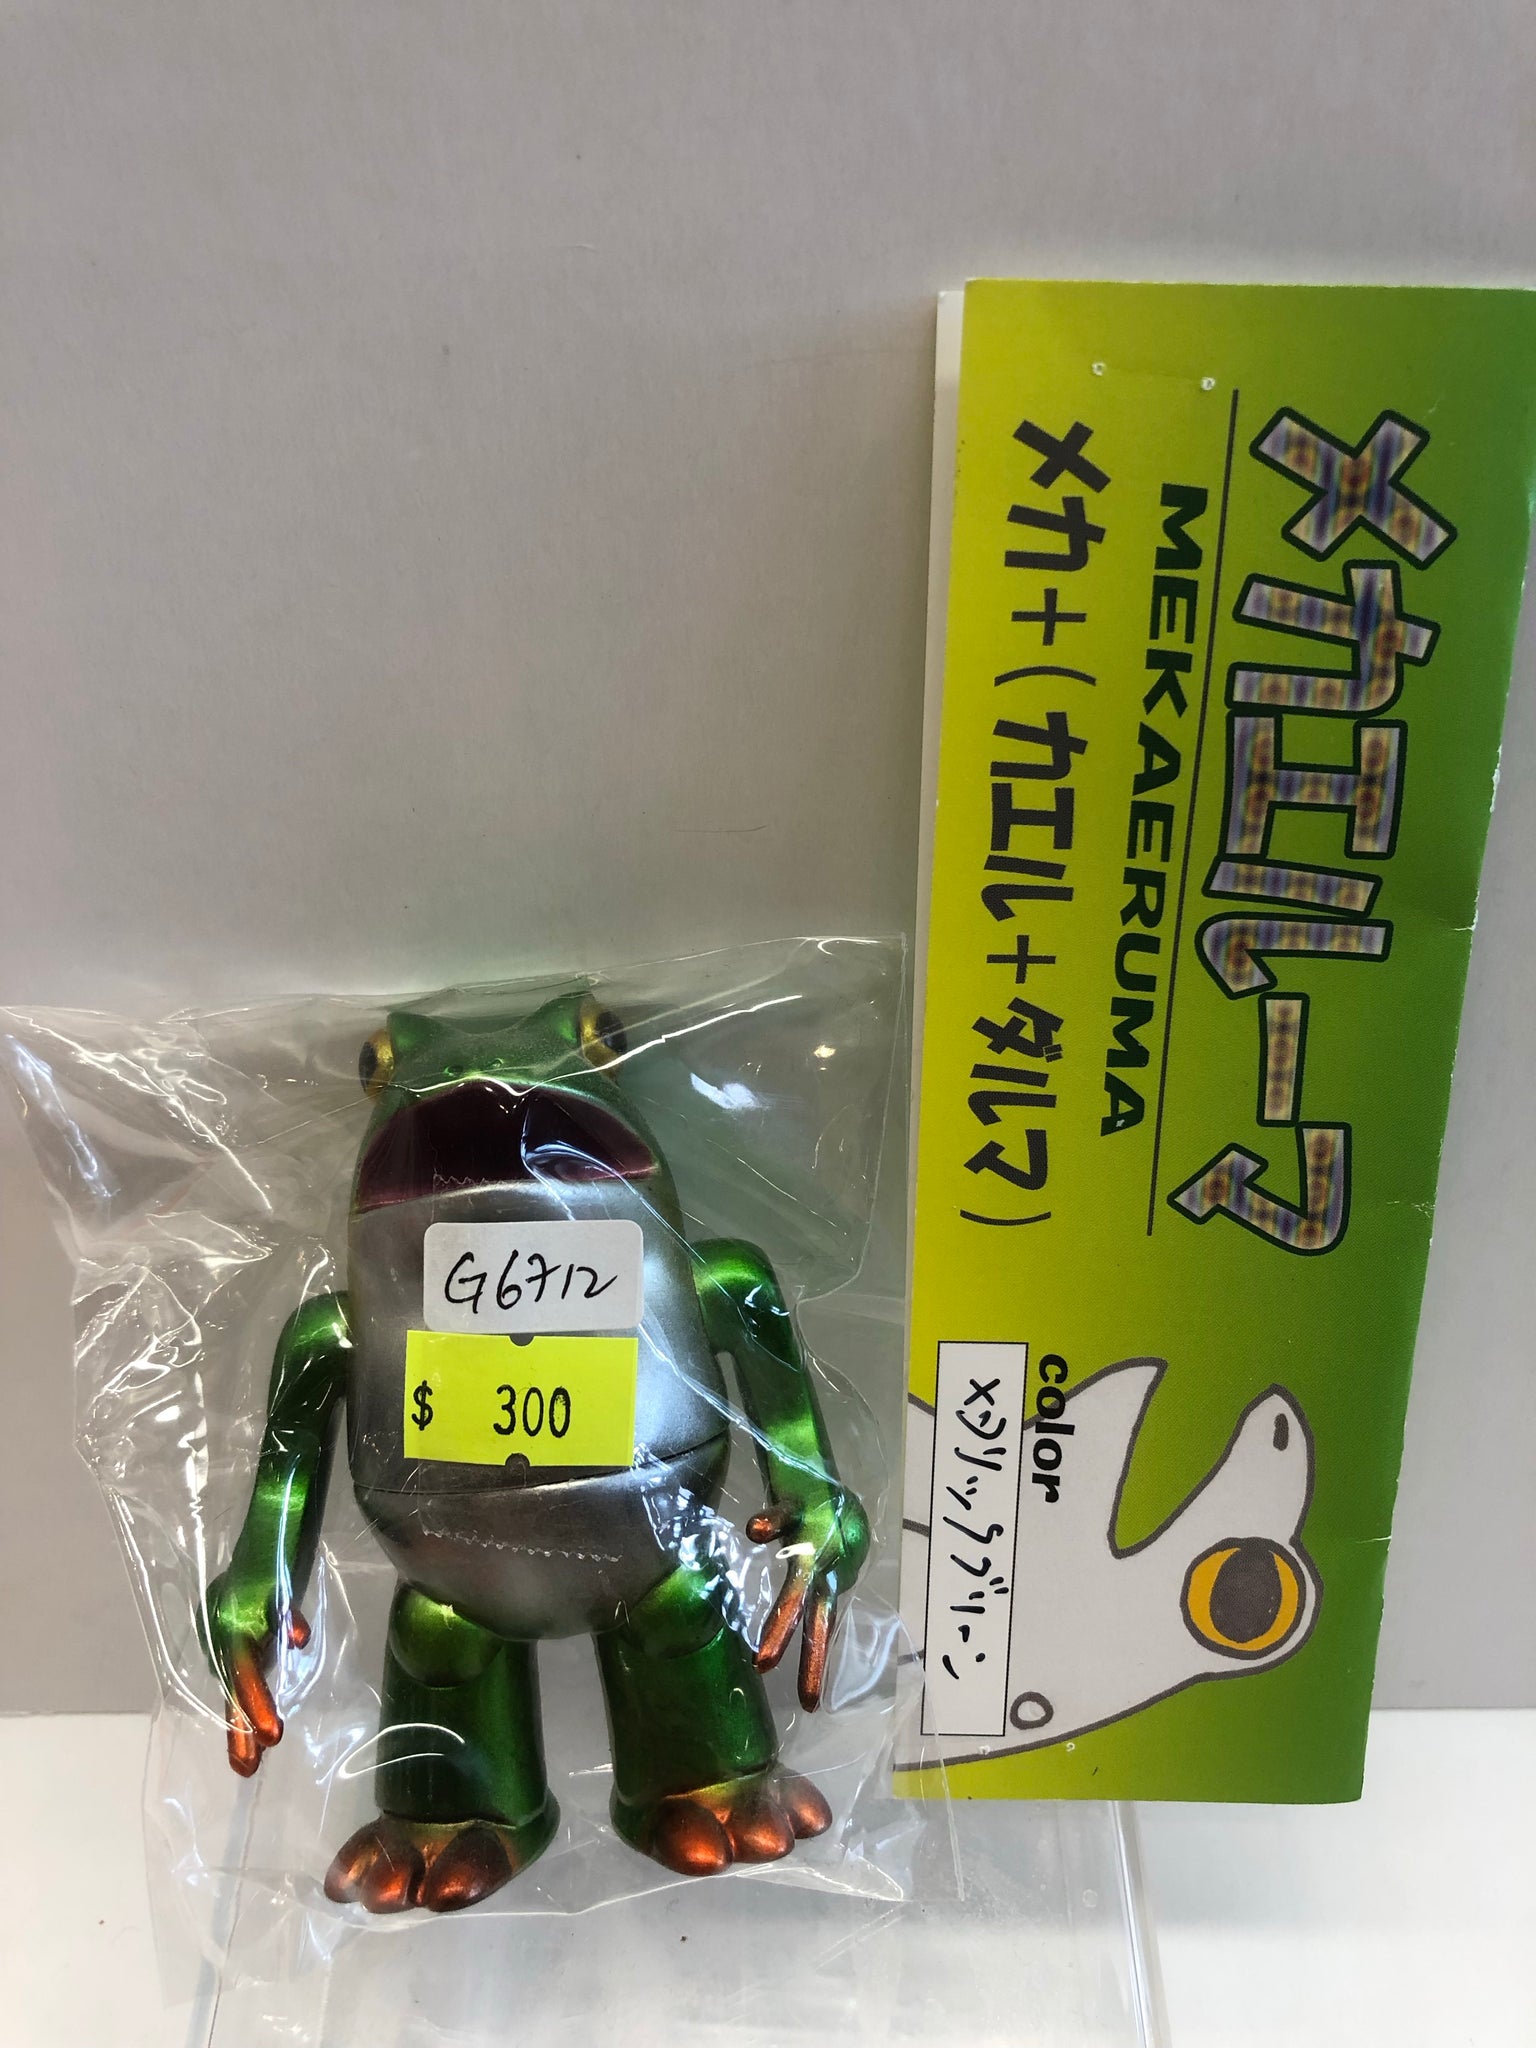 メカエルーマ
MEKAERUMA
メカ+(カエル+ダルマ)
color
メタリックグリーン
G6712
$ 300